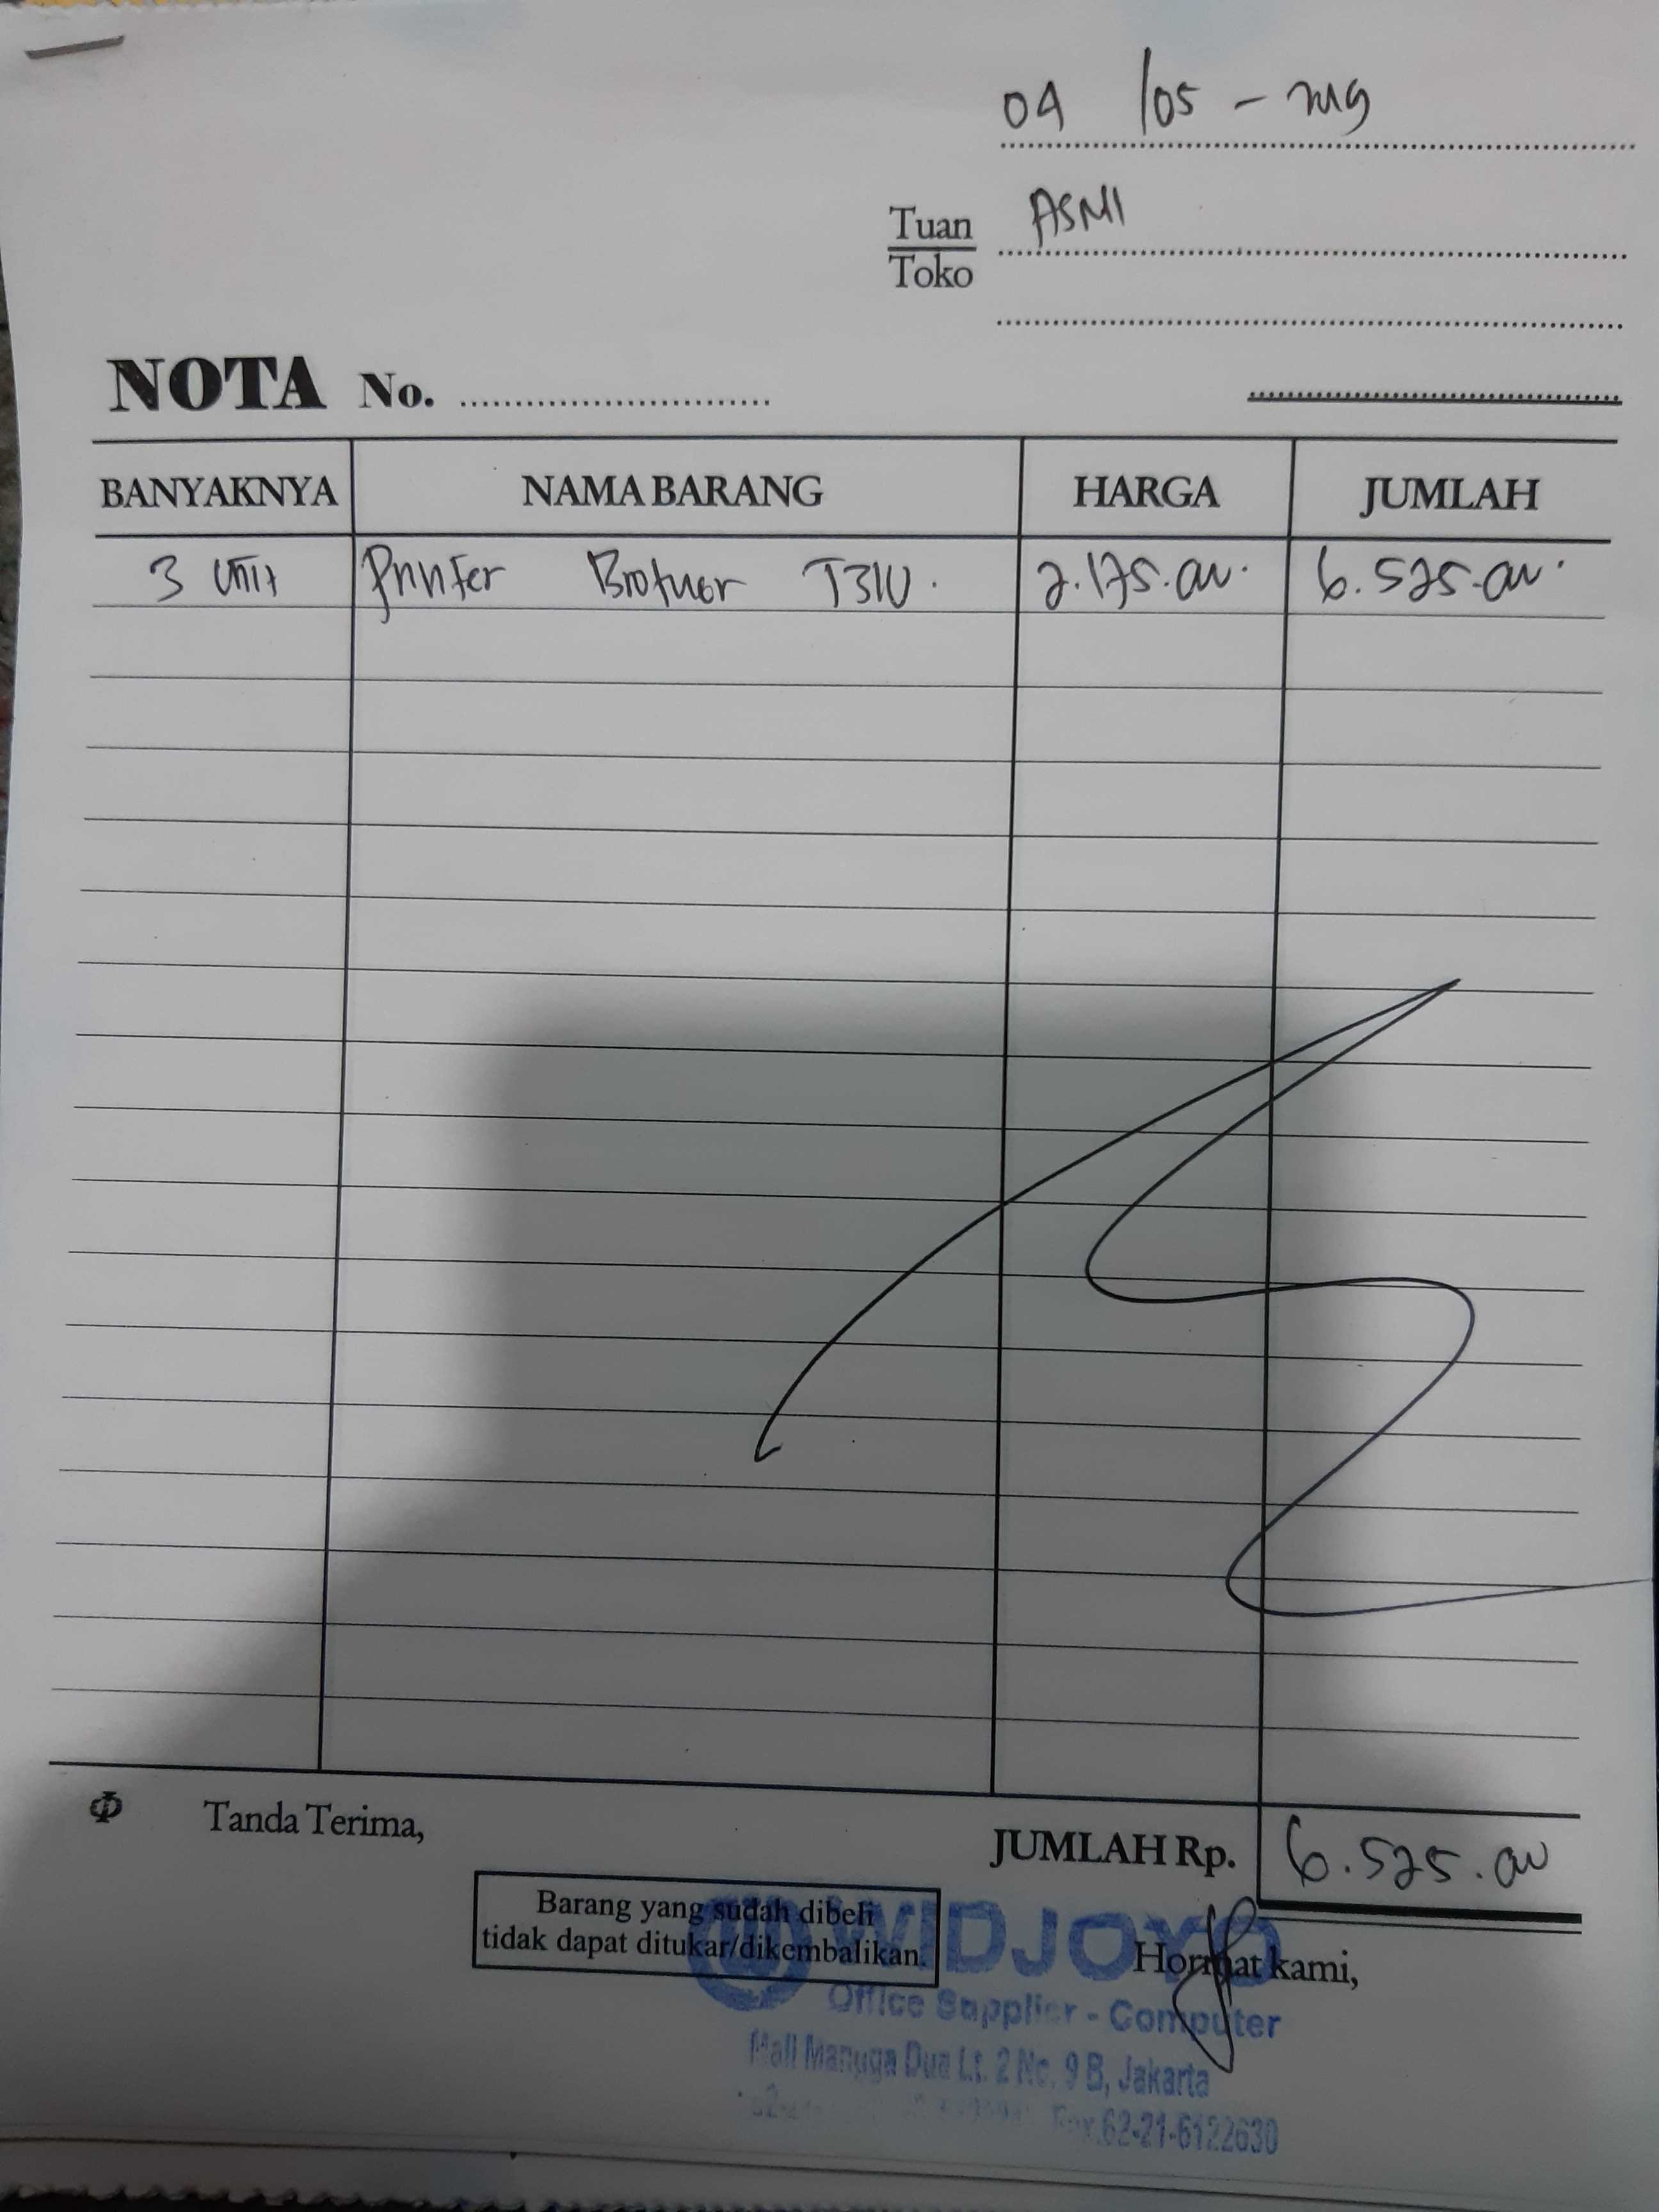 04 /05 - 2019
Tuan
Toko
ASMI
NOTA No.
BANYAKNYA NAMA BARANG HARGA JUMLAH
3 Unit Printer Brother T310. 2.175.000. 6.525.000.
Tanda Terima,
JUMLAH Rp. 6.525.000
Barang yang sudah dibeli
tidak dapat ditukar/dikembalikan.
WIDJOYO
Hormat kami,
Office Supplier - Computer
Mall Mangga Dua Lt. 2 No. 9 B, Jakarta
Fax.62-21-6122630